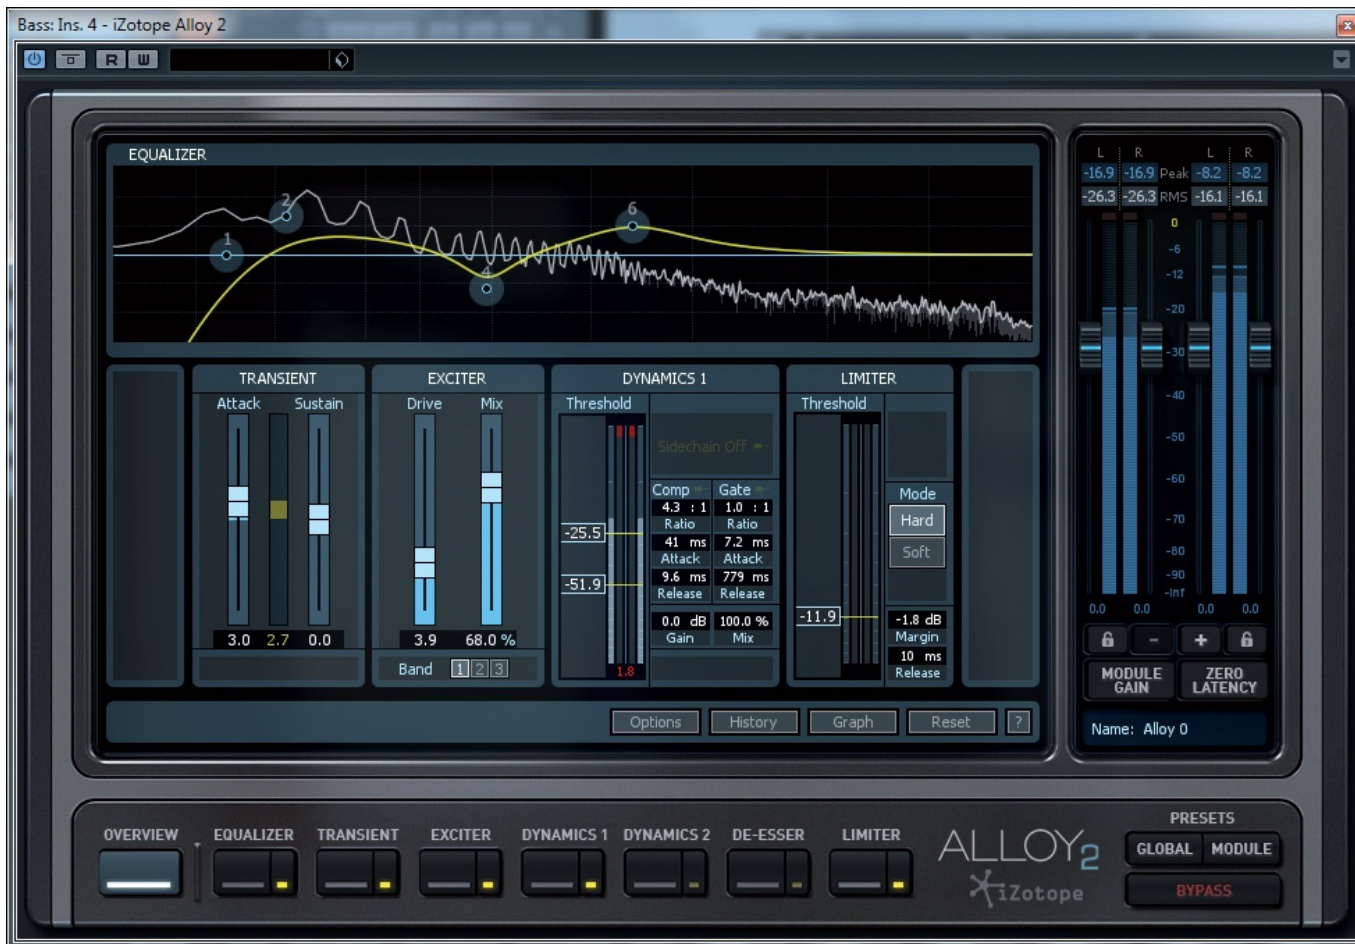 Bass: Ins. 4 - iZotope Alloy 2
R W
EQUALIZER
1 2 4 6
TRANSIENT
Attack Sustain
3.0 2.7 0.0
EXCITER
Drive Mix
3.9 68.0 %
Band 1 2 3
DYNAMICS 1
Threshold
-25.5
-51.9
1.8
Sidechain Off
Comp Gate
4.3 : 1 1.0 : 1
Ratio Ratio
41 ms 7.2 ms
Attack Attack
9.6 ms 779 ms
Release Release
0.0 dB 100.0 %
Gain Mix
LIMITER
Threshold
-11.9
Mode
Hard
Soft
-1.8 dB
Margin
10 ms
Release
Options History Graph Reset ?
L R L R
-16.9 -16.9 Peak -8.2 -8.2
-26.3 -26.3 RMS -16.1 -16.1
0
-6
-12
-20
-30
-40
-50
-60
-70
-80
-90
-Inf
0.0 0.0 0.0 0.0
- +
MODULE GAIN
ZERO LATENCY
Name: Alloy 0
OVERVIEW EQUALIZER TRANSIENT EXCITER DYNAMICS 1 DYNAMICS 2 DE-ESSER LIMITER
ALLOY2
iZotope
PRESETS
GLOBAL MODULE
BYPASS